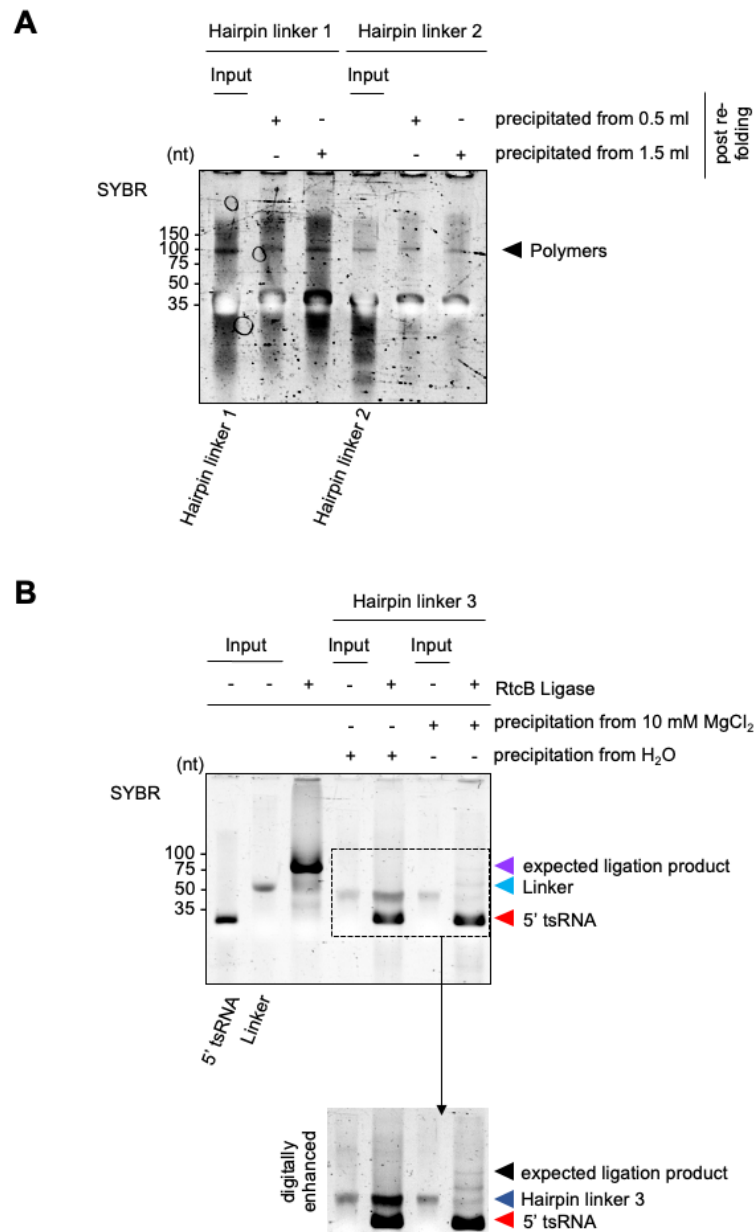 A
Hairpin linker 1 Hairpin linker 2
Input Input
+ - + - precipitated from 0.5 ml
(nt) - + - + precipitated from 1.5 ml
post re-
folding
SYBR
150
100 Polymers
75
50
35
Hairpin linker 1
Hairpin linker 2
B
Hairpin linker 3
Input Input Input
- - + - + - + RtcB Ligase
- - + + precipitation from 10 mM MgCl₂
(nt) + + - - precipitation from H₂O
SYBR
100
75 expected ligation product
50 Linker
35
5' tsRNA
5' tsRNA
Linker
digitally
enhanced
expected ligation product
Hairpin linker 3
5' tsRNA